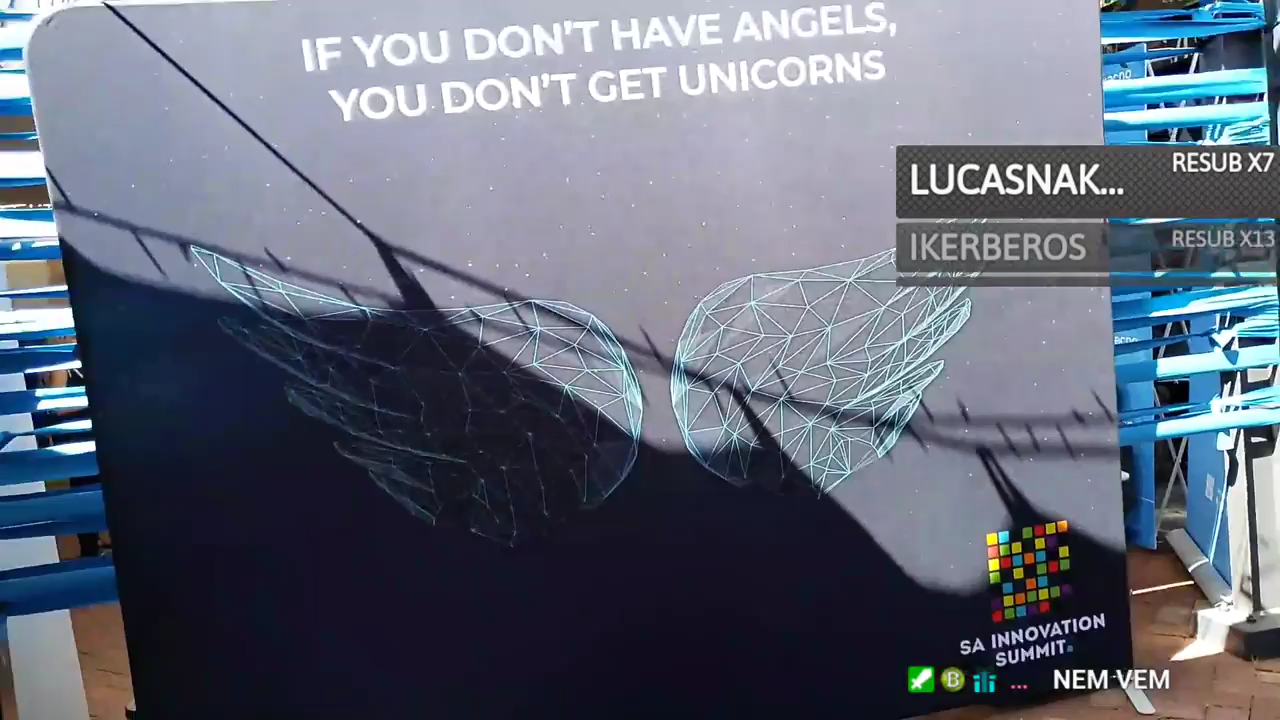 IF YOU DON'T HAVE ANGELS,
YOU DON'T GET UNICORNS
LUCASNAK...
RESUB X7
IKERBEROS
RESUB X13
SA INNOVATION
SUMMIT
... NEM VEM